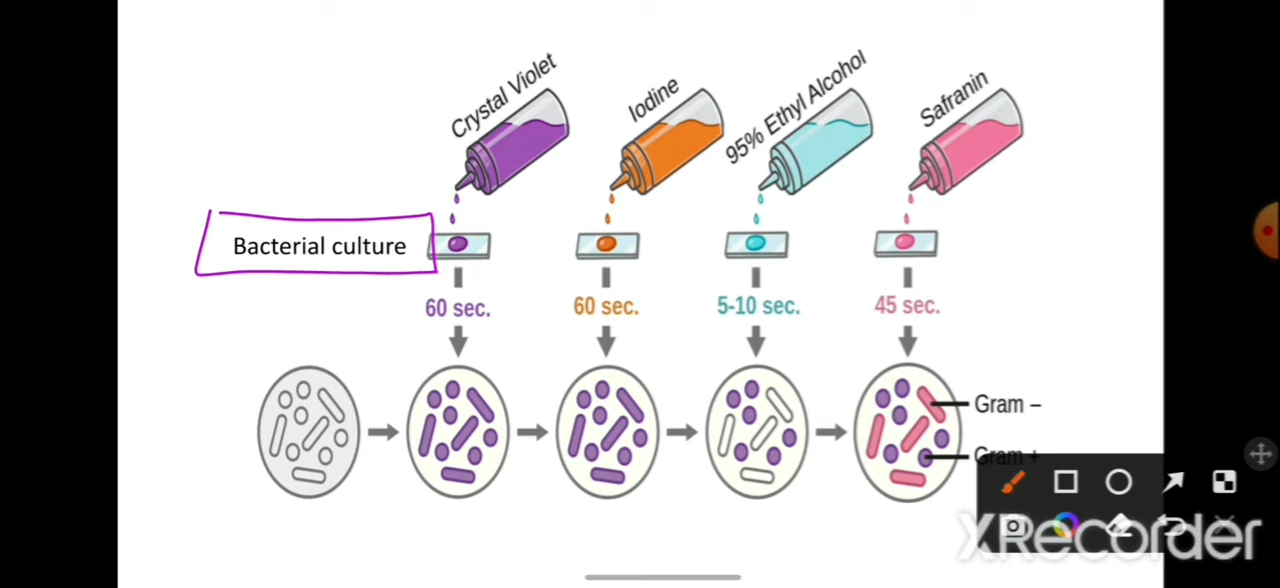 Crystal Violet
Iodine
95% Ethyl Alcohol
Safranin
Bacterial culture
60 sec.
60 sec.
5-10 sec.
45 sec.
Gram –
Gram +
XRecorder